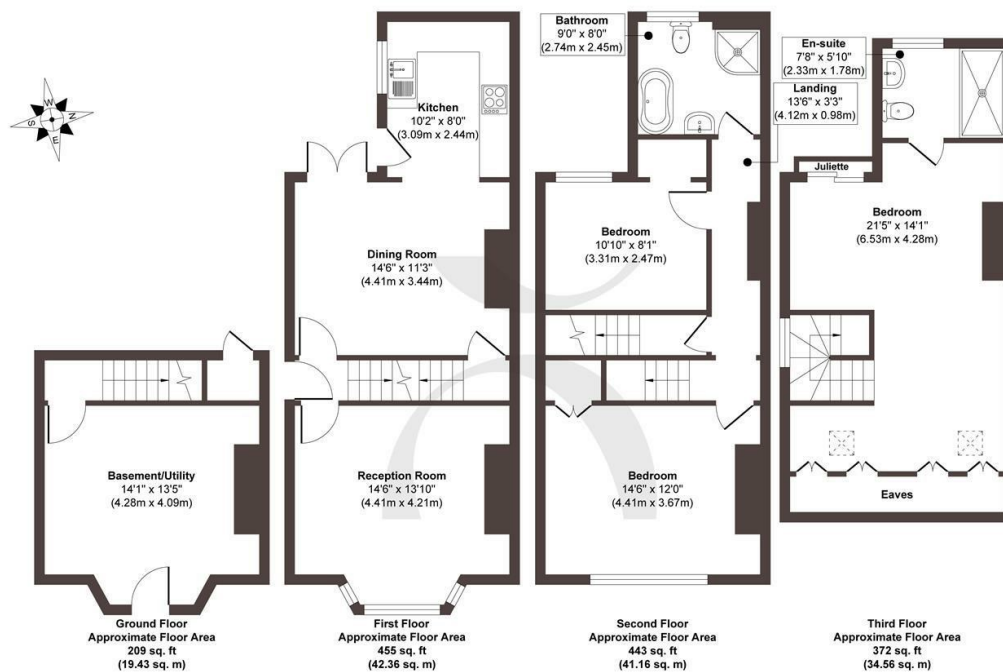 Bathroom
9'0" x 8'0"
(2.74m x 2.45m)
En-suite
7'8" x 5'10"
(2.33m x 1.78m)
Landing
13'6" x 3'3"
(4.12m x 0.98m)
W
N
S
E
Kitchen
10'2" x 8'0"
(3.09m x 2.44m)
Juliette
Bedroom
21'5" x 14'1"
(6.53m x 4.28m)
Bedroom
10'10" x 8'1"
(3.31m x 2.47m)
Dining Room
14'6" x 11'3"
(4.41m x 3.44m)
Basement/Utility
14'1" x 13'5"
(4.28m x 4.09m)
Reception Room
14'6" x 13'10"
(4.41m x 4.21m)
Bedroom
14'6" x 12'0"
(4.41m x 3.67m)
Eaves
Ground Floor
Approximate Floor Area
209 sq. ft
(19.43 sq. m)
First Floor
Approximate Floor Area
455 sq. ft
(42.36 sq. m)
Second Floor
Approximate Floor Area
443 sq. ft
(41.16 sq. m)
Third Floor
Approximate Floor Area
372 sq. ft
(34.56 sq. m)